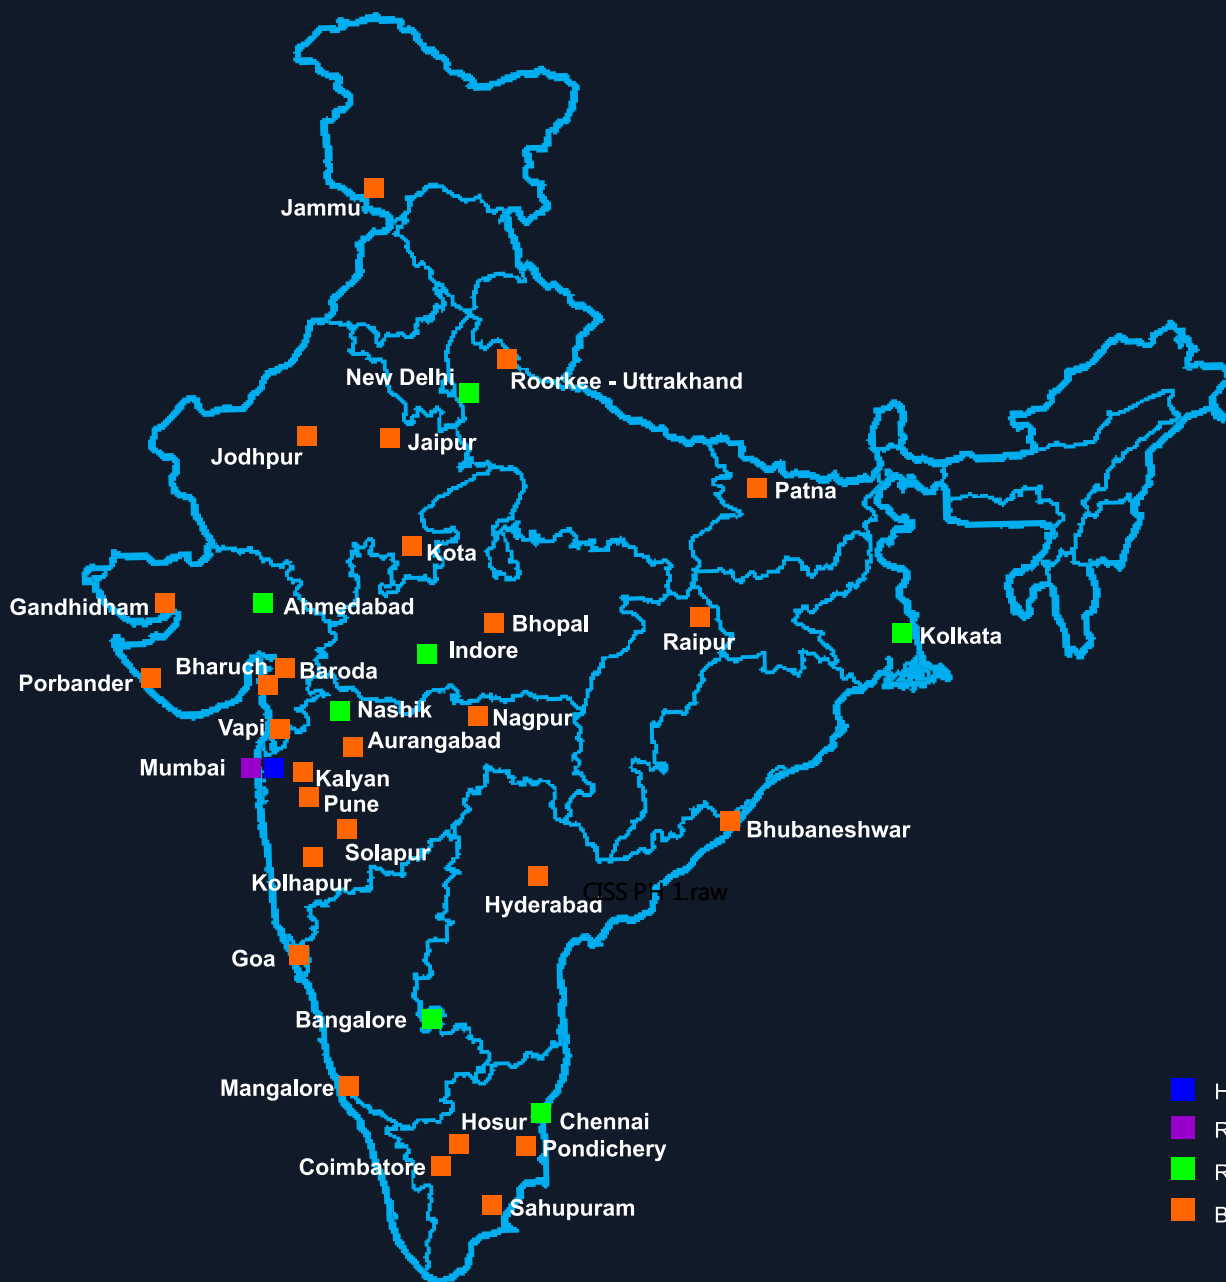 Jammu
New Delhi
Roorkee - Uttrakhand
Jodhpur
Jaipur
Patna
Kota
Gandhidham
Ahmedabad
Bhopal
Raipur
Kolkata
Indore
Bharuch
Baroda
Porbander
Nashik
Nagpur
Vapi
Aurangabad
Mumbai
Kalyan
Pune
Bhubaneshwar
Solapur
Kolhapur
CISS PH 1.raw
Hyderabad
Goa
Bangalore
Mangalore
H
Hosur
Chennai
R
Pondichery
Coimbatore
R
Sahupuram
B